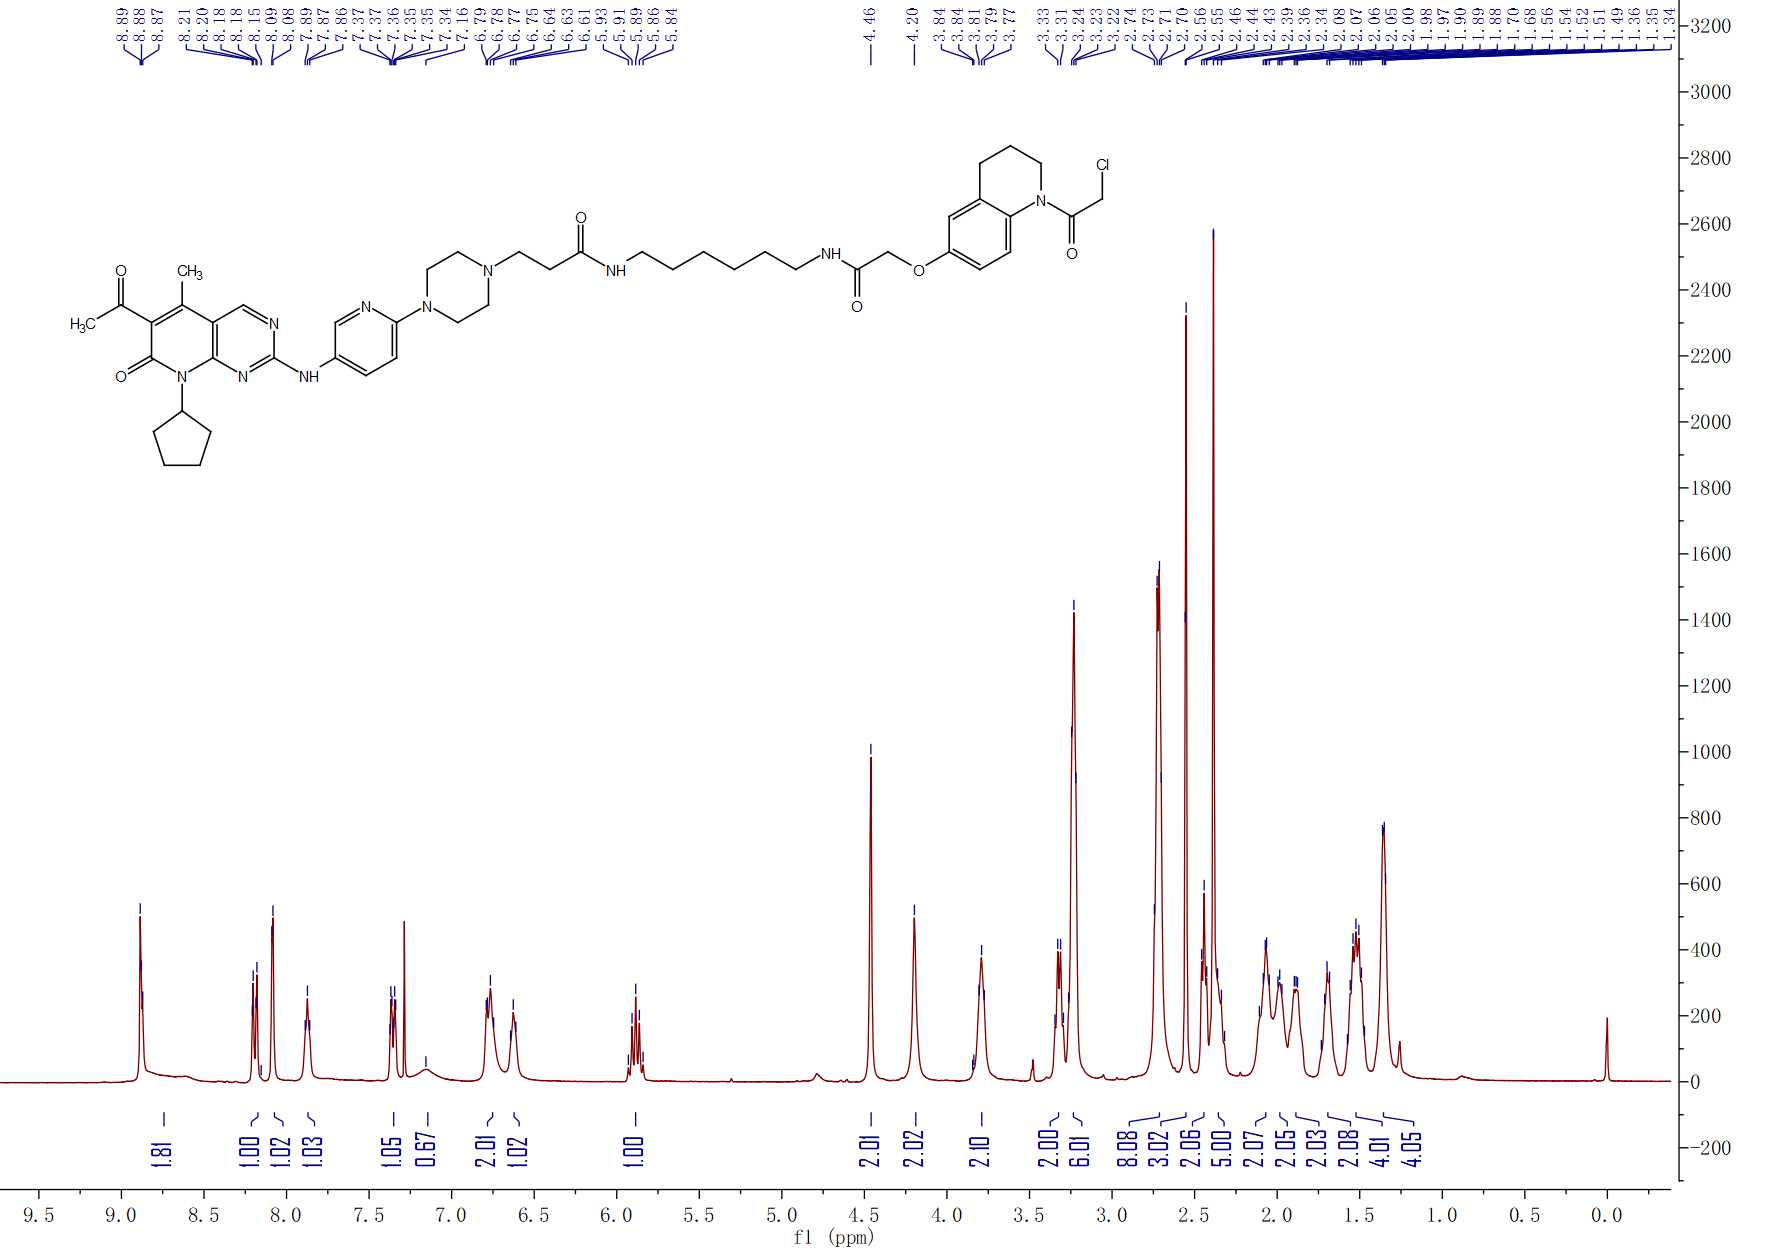 8.89 8.88 8.87 8.21 8.20 8.18 8.18 8.15 8.09 8.08 7.89 7.87 7.86 7.37 7.37 7.36 7.35 7.35 7.34 7.16 6.79 6.78 6.77 6.75 6.64 6.63 6.61 5.93 5.91 5.89 5.86 5.84 4.46 4.20 3.84 3.84 3.81 3.79 3.77 3.33 3.31 3.24 3.23 3.22 2.74 2.73 2.71 2.70 2.56 2.55 2.46 2.44 2.43 2.39 2.36 2.34 2.08 2.07 2.06 2.05 2.00 1.98 1.97 1.90 1.89 1.88 1.70 1.68 1.56 1.54 1.52 1.51 1.49 1.36 1.35 1.34
3200
3000
2800
2600
2400
2200
2000
1800
1600
1400
1200
1000
800
600
400
200
0
-200
Cl
N
O
O
NH
O
O
NH
N
N
N
O
CH3
H3C
N
O
N
N
NH
1.81 1.00 1.02 1.03 1.05 0.67 2.01 1.02 1.00 2.01 2.02 2.10 2.00 6.01 8.08 3.02 2.06 5.00 2.07 2.05 2.03 2.08 4.01 4.05
9.5 9.0 8.5 8.0 7.5 7.0 6.5 6.0 5.5 5.0 4.5 4.0 3.5 3.0 2.5 2.0 1.5 1.0 0.5 0.0
f1 (ppm)